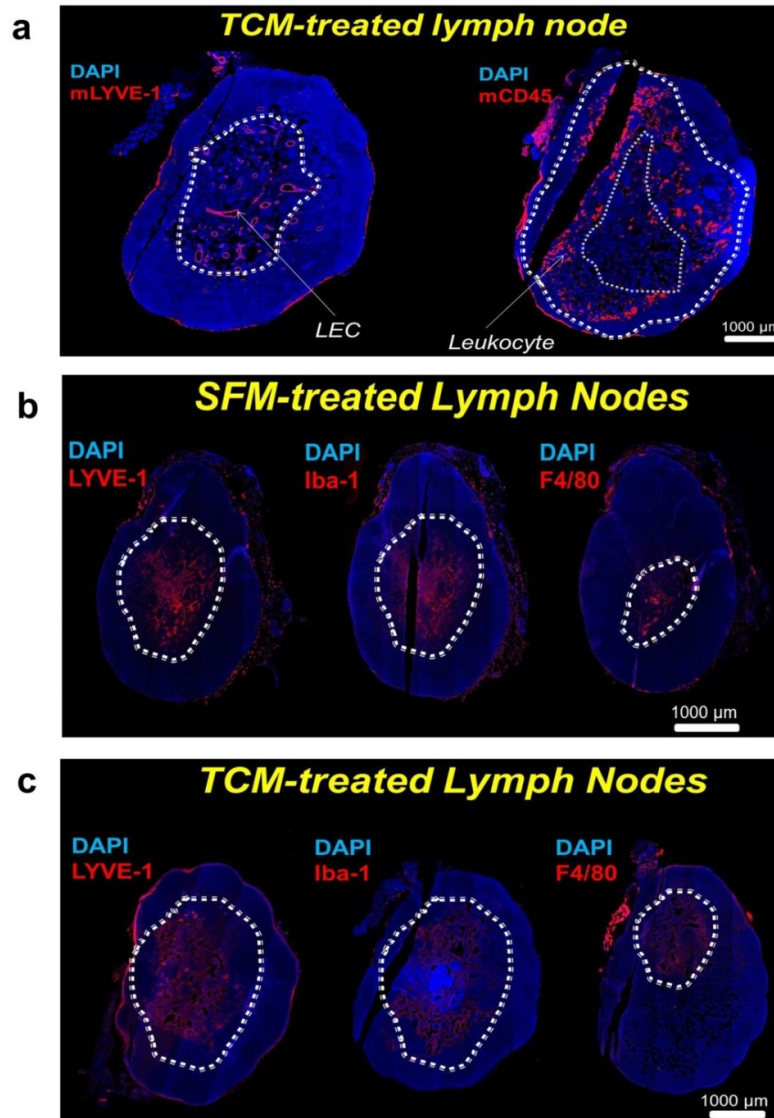 a
TCM-treated lymph node
DAPI
mLYVE-1
DAPI
mCD45
LEC
Leukocyte
1000 µm
b
SFM-treated Lymph Nodes
DAPI
LYVE-1
DAPI
Iba-1
DAPI
F4/80
1000 µm
c
TCM-treated Lymph Nodes
DAPI
LYVE-1
DAPI
Iba-1
DAPI
F4/80
1000 µm